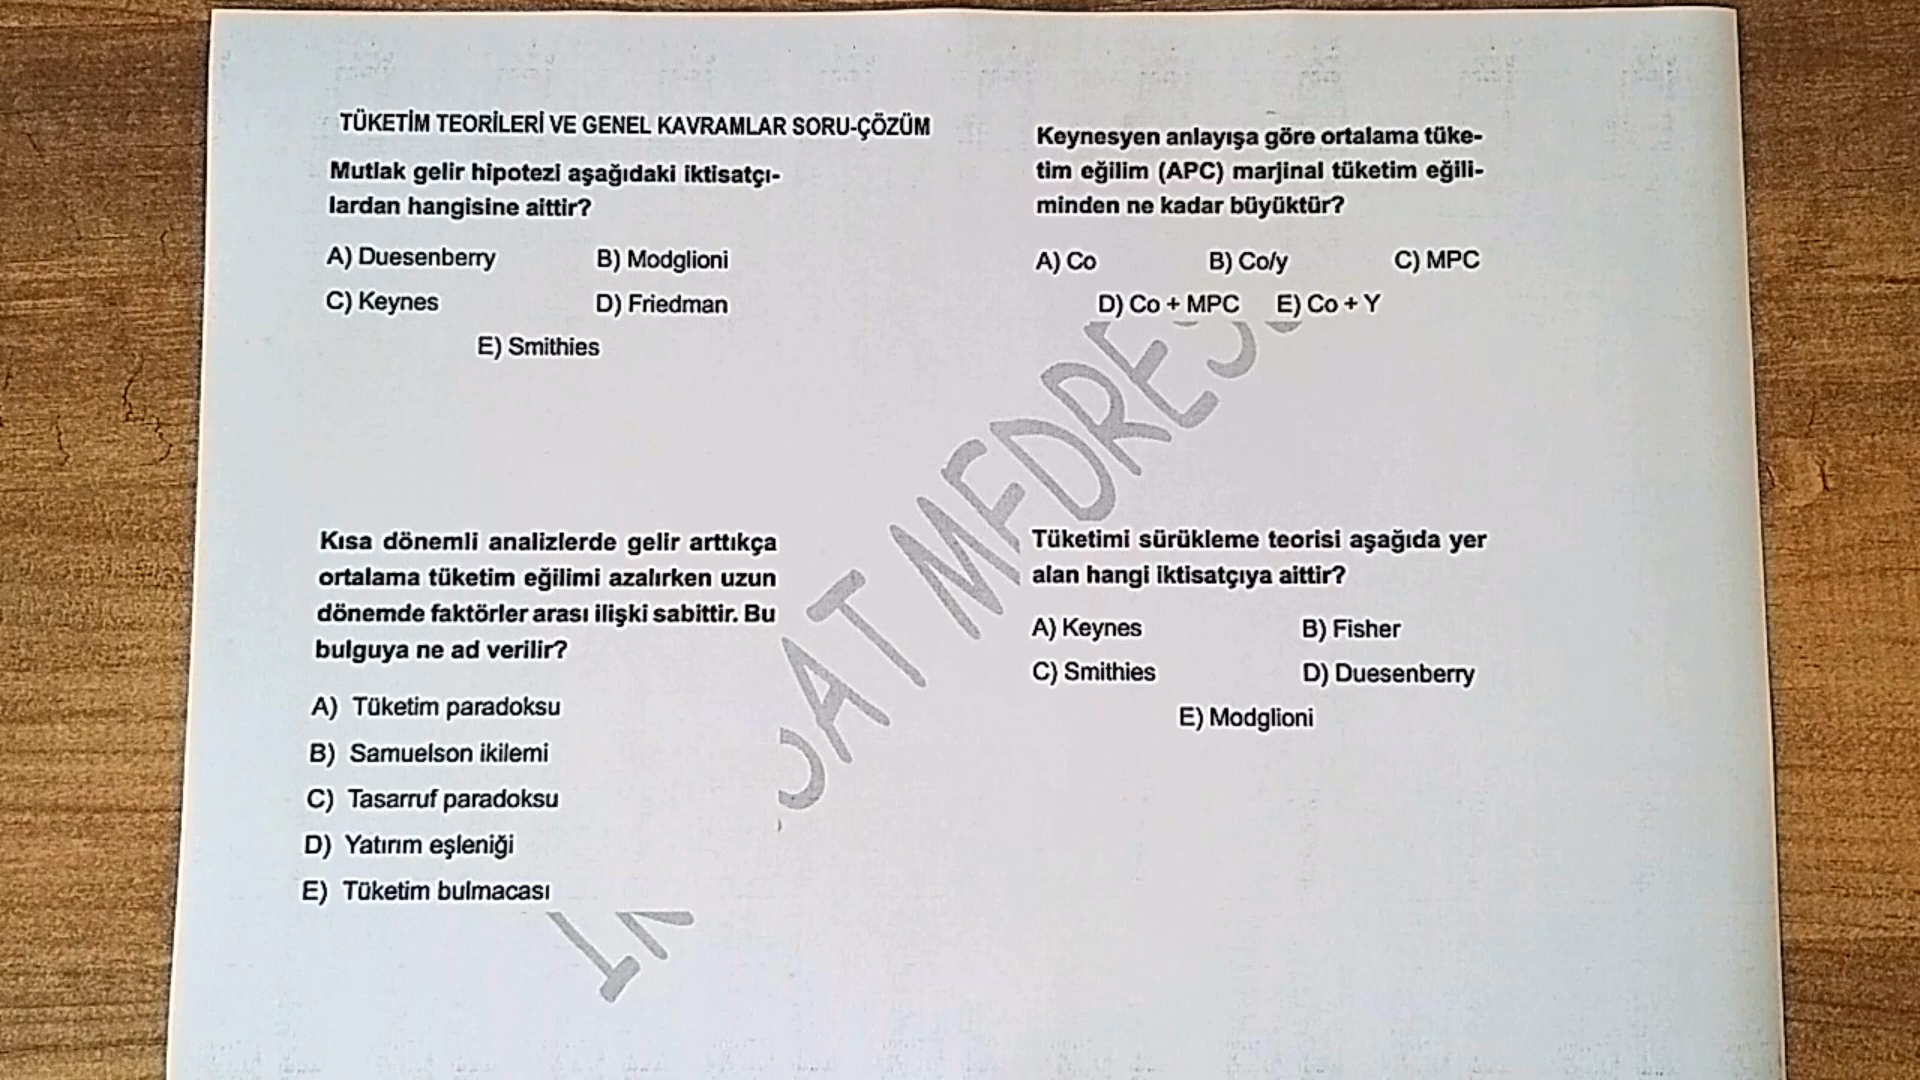 TÜKETİM TEORİLERİ VE GENEL KAVRAMLAR SORU-ÇÖZÜM
Mutlak gelir hipotezi aşağıdaki iktisatçı-
lardan hangisine aittir?
A) Duesenberry B) Modglioni
C) Keynes D) Friedman
E) Smithies
Kısa dönemli analizlerde gelir arttıkça
ortalama tüketim eğilimi azalırken uzun
dönemde faktörler arası ilişki sabittir. Bu
bulguya ne ad verilir?
A) Tüketim paradoksu
B) Samuelson ikilemi
C) Tasarruf paradoksu
D) Yatırım eşleniği
E) Tüketim bulmacası
Keynesyen anlayışa göre ortalama tüke-
tim eğilim (APC) marjinal tüketim eğili-
minden ne kadar büyüktür?
A) Co B) Co/y C) MPC
D) Co + MPC E) Co + Y
Tüketimi sürükleme teorisi aşağıda yer
alan hangi iktisatçıya aittir?
A) Keynes B) Fisher
C) Smithies D) Duesenberry
E) Modglioni